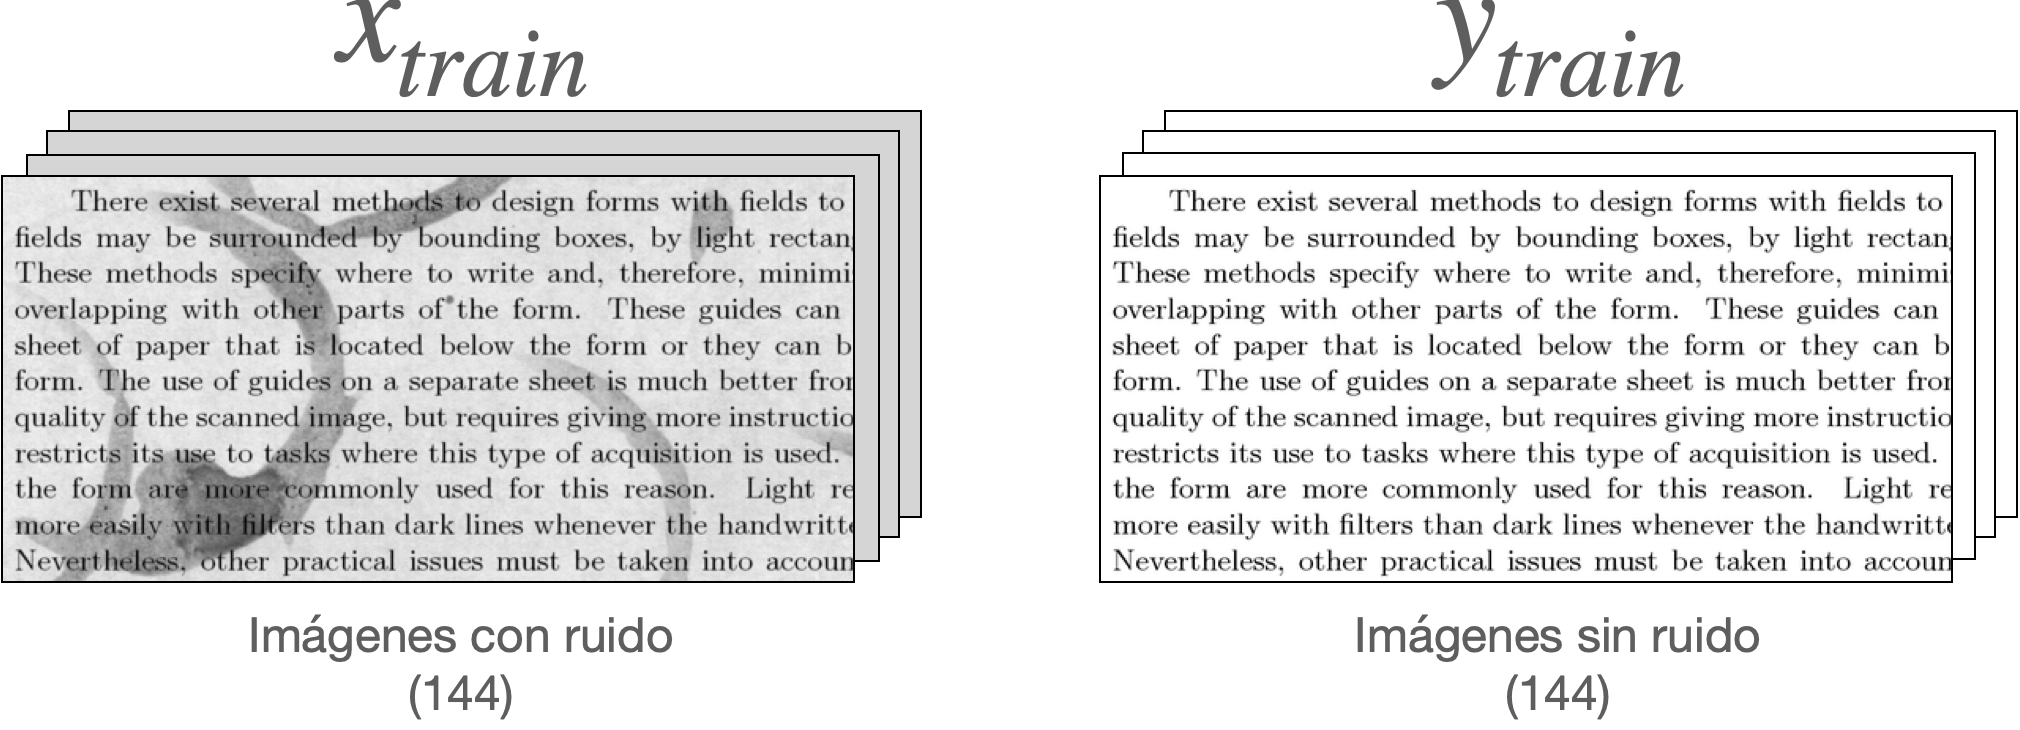 x_train
There exist several methods to design forms with fields to
fields may be surrounded by bounding boxes, by light rectan
These methods specify where to write and, therefore, minimi
overlapping with other parts of the form. These guides can
sheet of paper that is located below the form or they can b
form. The use of guides on a separate sheet is much better fror
quality of the scanned image, but requires giving more instructio
restricts its use to tasks where this type of acquisition is used.
the form are more commonly used for this reason. Light re
more easily with filters than dark lines whenever the handwritte
Nevertheless, other practical issues must be taken into accoun
Imágenes con ruido
(144)
y_train
There exist several methods to design forms with fields to
fields may be surrounded by bounding boxes, by light rectan
These methods specify where to write and, therefore, minimi
overlapping with other parts of the form. These guides can
sheet of paper that is located below the form or they can b
form. The use of guides on a separate sheet is much better fror
quality of the scanned image, but requires giving more instructio
restricts its use to tasks where this type of acquisition is used.
the form are more commonly used for this reason. Light re
more easily with filters than dark lines whenever the handwritte
Nevertheless, other practical issues must be taken into accoun
Imágenes sin ruido
(144)